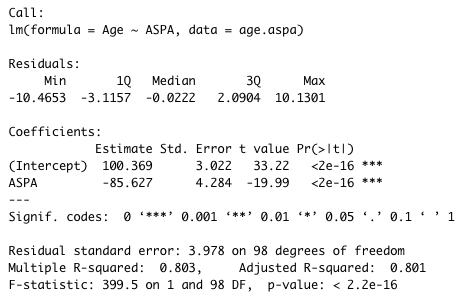 Call:
lm(formula = Age ~ ASPA, data = age.aspa)
Residuals:
Min 1Q Median 3Q Max
-10.4653 -3.1157 -0.0222 2.0904 10.1301
Coefficients:
Estimate Std. Error t value Pr(>|t|)
(Intercept) 100.369 3.022 33.22 <2e-16 ***
ASPA -85.627 4.284 -19.99 <2e-16 ***
---
Signif. codes: 0 ‘***’ 0.001 ‘**’ 0.01 ‘*’ 0.05 ‘.’ 0.1 ‘ ’ 1
Residual standard error: 3.978 on 98 degrees of freedom
Multiple R-squared: 0.803, Adjusted R-squared: 0.801
F-statistic: 399.5 on 1 and 98 DF, p-value: < 2.2e-16